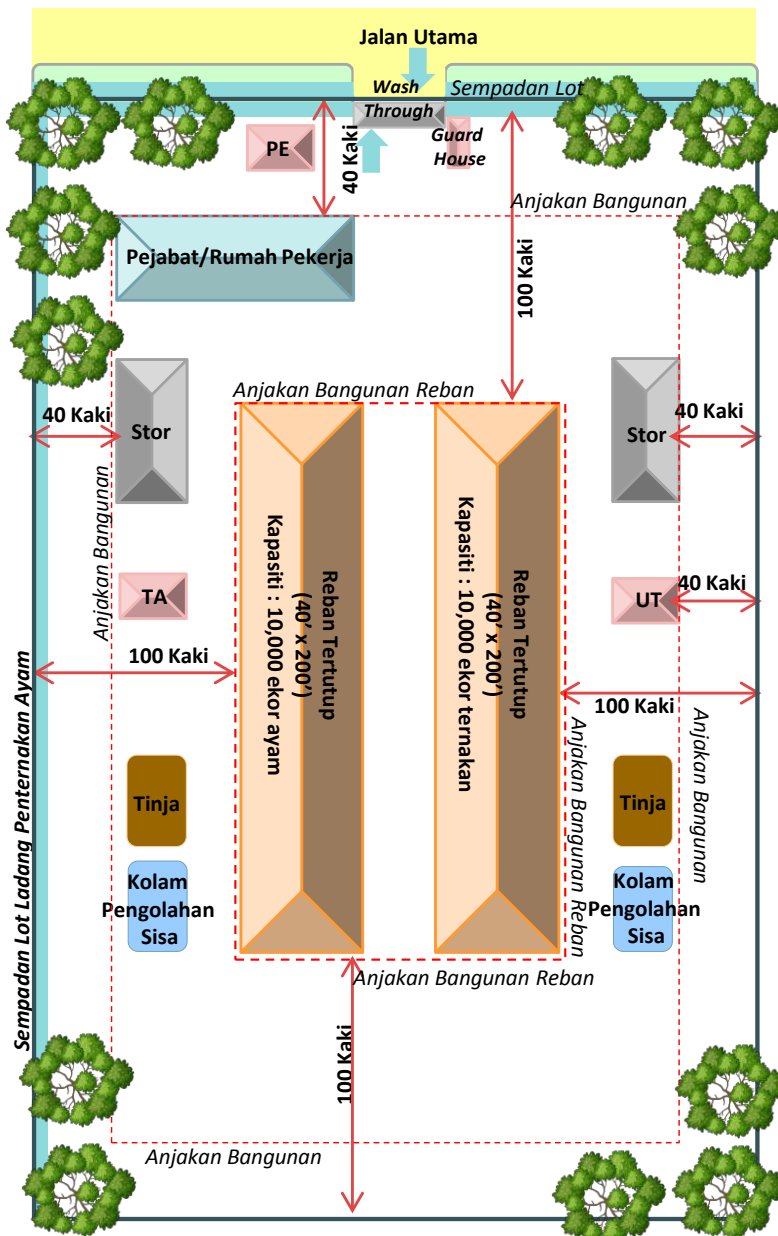 Jalan Utama
Wash
Through
Sempadan Lot
PE
40 Kaki
Guard
House
Anjakan Bangunan
Pejabat/Rumah Pekerja
100 Kaki
Anjakan Bangunan Reban
40 Kaki
Stor
Stor
40 Kaki
Anjakan Bangunan
Reban Tertutup
(40’ x 200’)
Kapasiti : 10,000 ekor ayam
Reban Tertutup
(40’ x 200’)
Kapasiti : 10,000 ekor ternakan
TA
UT
40 Kaki
100 Kaki
100 Kaki
Anjakan Bangunan Reban
Anjakan Bangunan
Tinja
Tinja
Kolam
Pengolahan
Sisa
Kolam
Pengolahan
Sisa
Sempadan Lot Ladang Penternakan Ayam
Anjakan Bangunan Reban
100 Kaki
Anjakan Bangunan